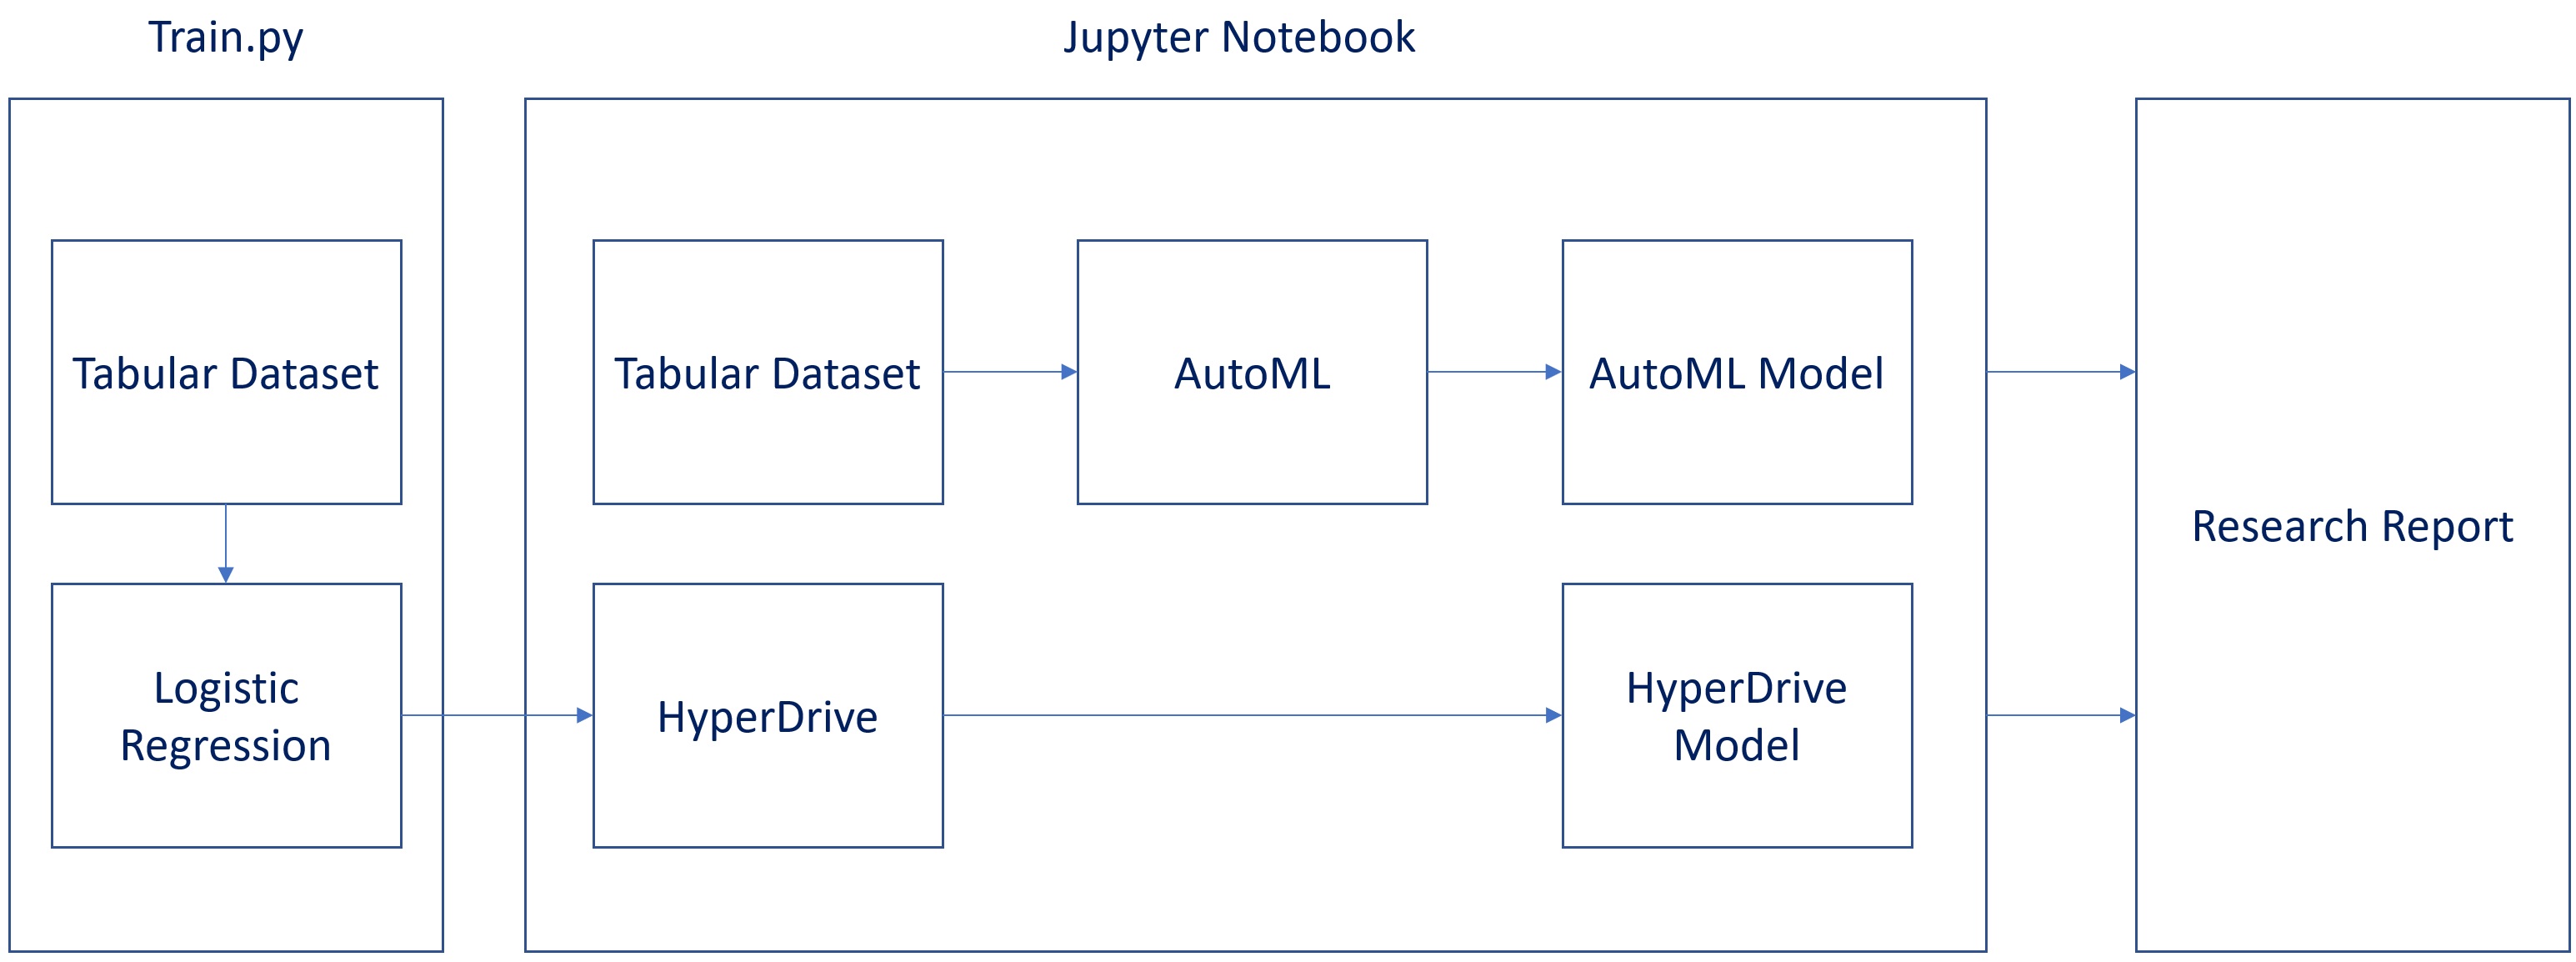 Train.py
Jupyter Notebook
Tabular Dataset
Tabular Dataset
AutoML
AutoML Model
Research Report
Logistic
Regression
HyperDrive
HyperDrive
Model